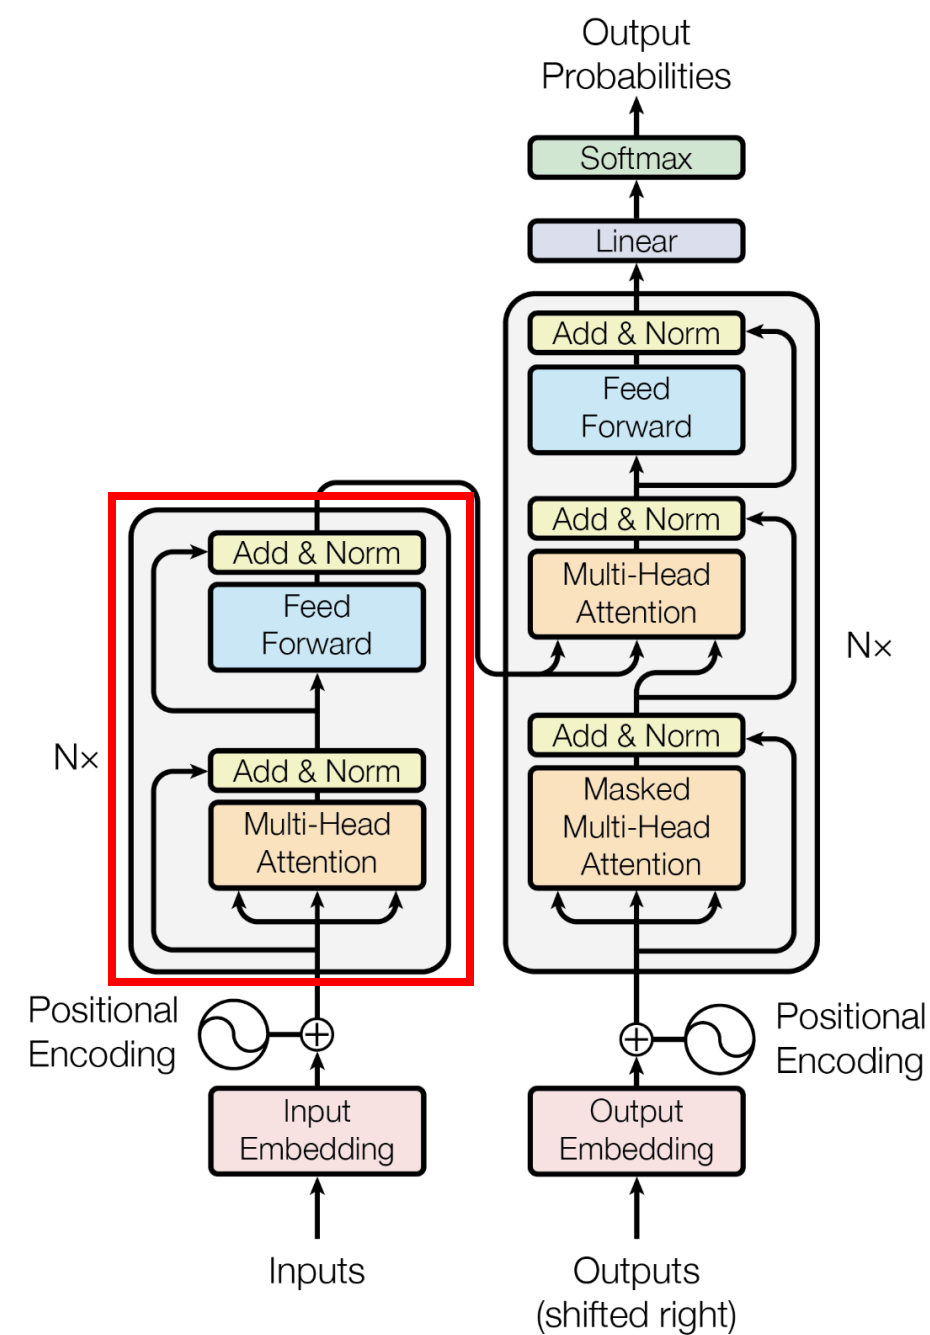 Output
Probabilities
Softmax
Linear
Add & Norm
Feed
Forward
Add & Norm
Multi-Head
Attention
N×
Add & Norm
Masked
Multi-Head
Attention
Add & Norm
Feed
Forward
N×
Add & Norm
Multi-Head
Attention
Positional
Encoding
Positional
Encoding
Input
Embedding
Output
Embedding
Inputs
Outputs
(shifted right)